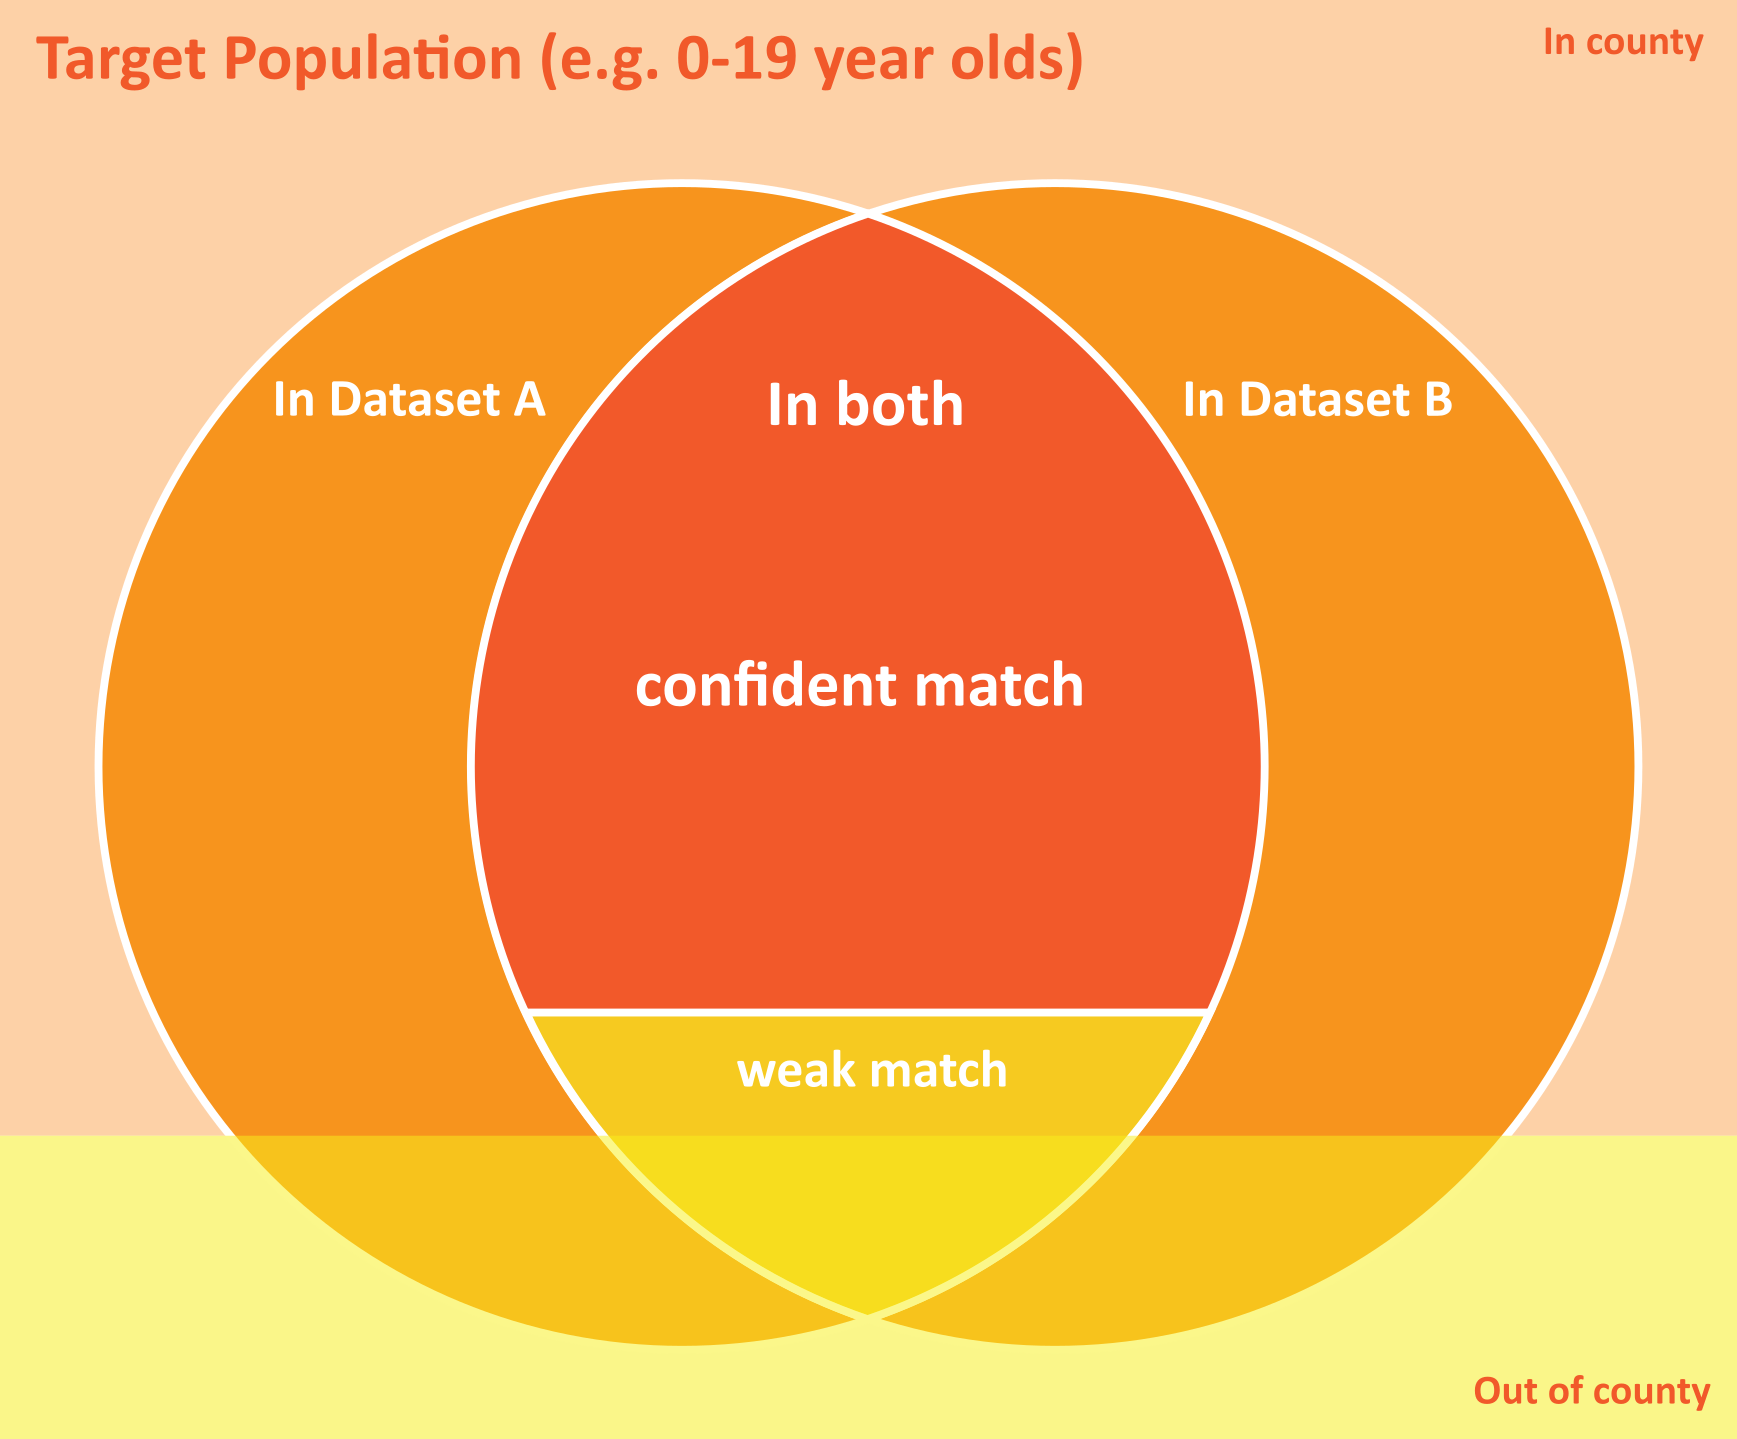 Target Population (e.g. 0-19 year olds)
In county
In Dataset A
In both
In Dataset B
confident match
weak match
Out of county